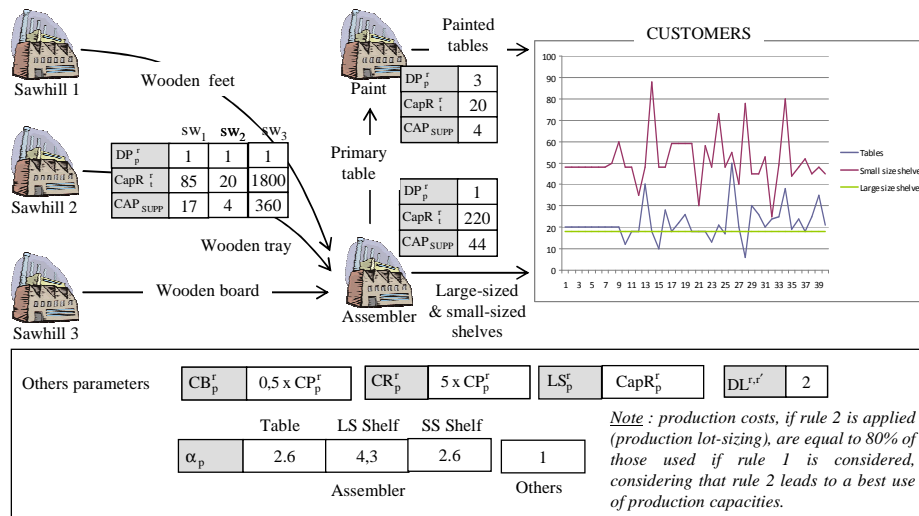 Sawhill 1
Wooden feet
Sawhill 2
sw1 sw2 sw3
DP_p^r 1 1 1
CapR_t^r 85 20 1800
CAP_SUPP 17 4 360
Wooden tray
Sawhill 3
Wooden board
Paint
Painted tables
DP_p^r 3
CapR_t^r 20
CAP_SUPP 4
Primary table
DP_p^r 1
CapR_t^r 220
CAP_SUPP 44
Assembler
Large-sized & small-sized shelves
CUSTOMERS
100
90
80
70
60
50
40
30
20
10
0
1 3 5 7 9 11 13 15 17 19 21 23 25 27 29 31 33 35 37 39
Tables
Small size shelves
Large size shelve
Others parameters
CB_p^r 0,5 x CP_p^r
CR_p^r 5 x CP_p^r
LS_p^r CapR_p^r
DL^r,r' 2
Table LS Shelf SS Shelf
α_p 2.6 4,3 2.6 1
Assembler Others
Note : production costs, if rule 2 is applied
(production lot-sizing), are equal to 80% of
those used if rule 1 is considered,
considering that rule 2 leads to a best use
of production capacities.